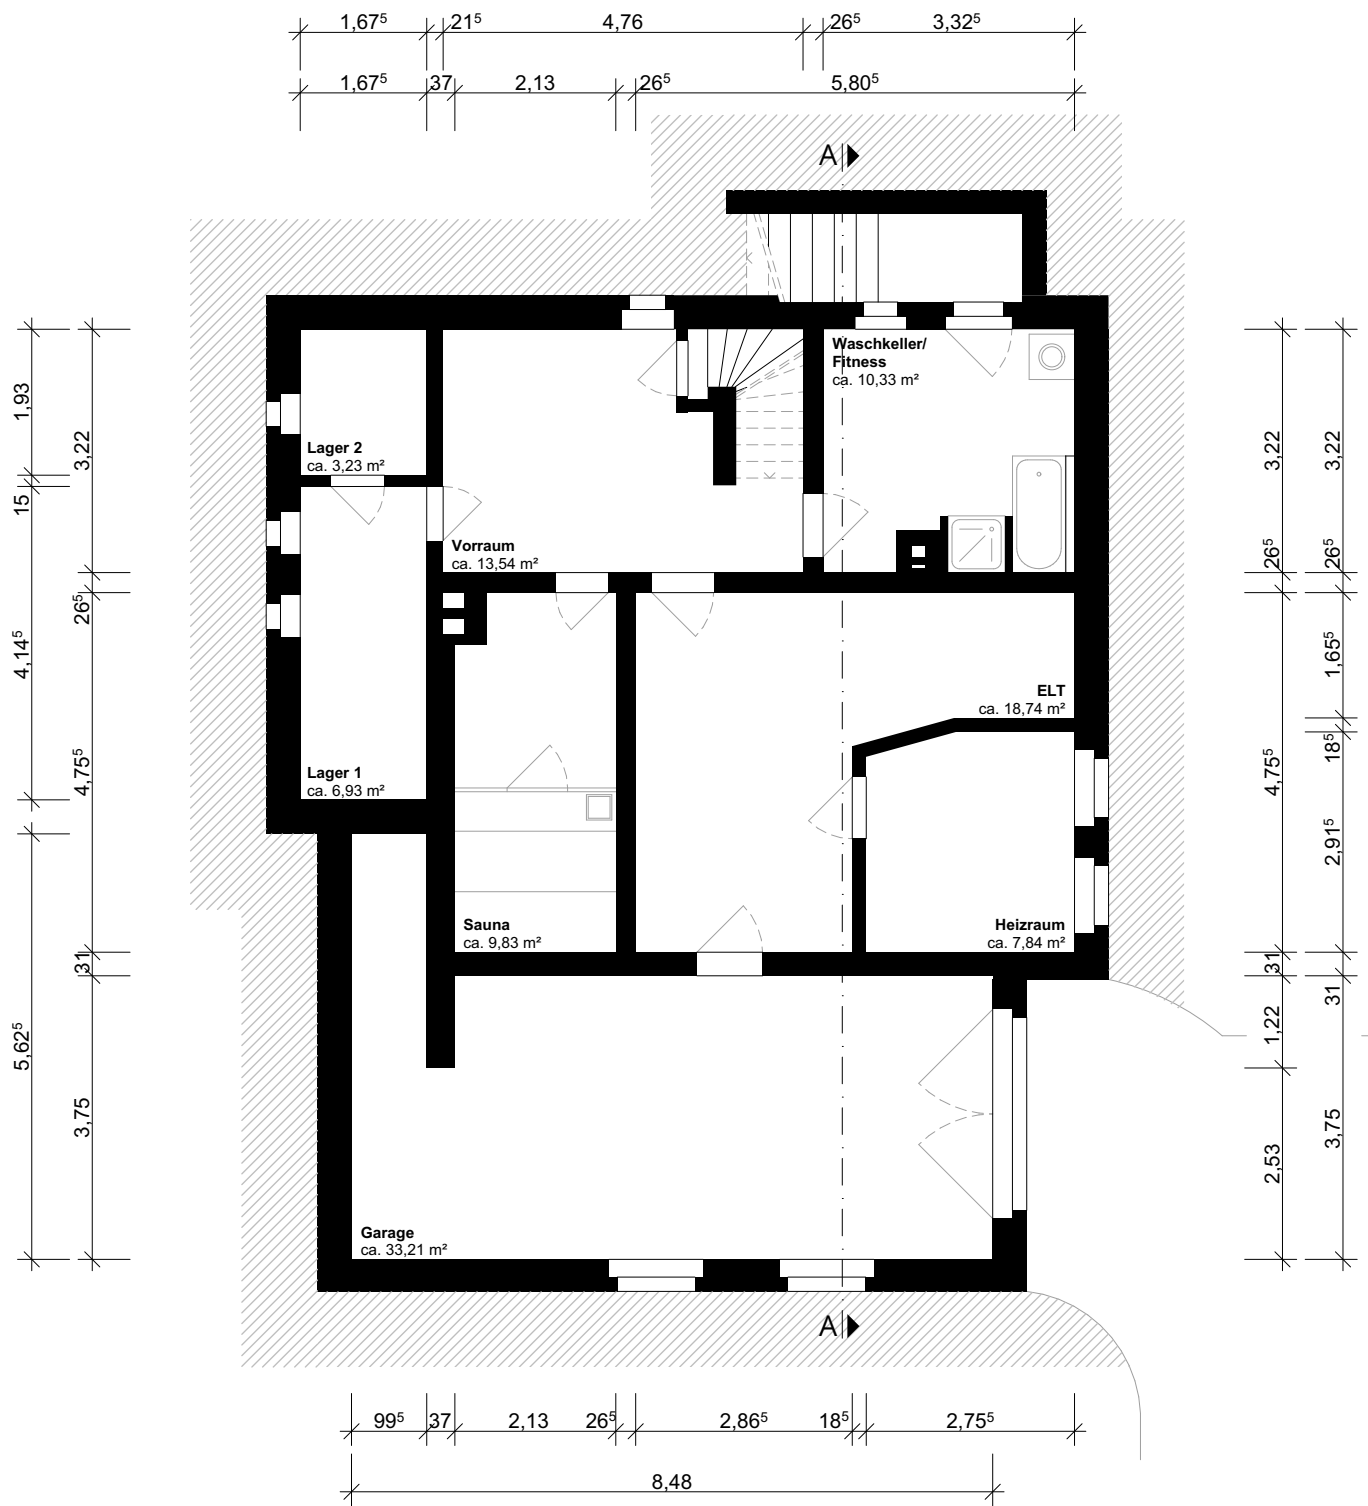 1,67⁵ 21⁵ 4,76 26⁵ 3,32⁵
1,67⁵ 37 2,13 26⁵ 5,80⁵
A
Waschkeller/
Fitness
ca. 10,33 m²
Lager 2
ca. 3,23 m²
Vorraum
ca. 13,54 m²
ELT
ca. 18,74 m²
Lager 1
ca. 6,93 m²
Sauna
ca. 9,83 m²
Heizraum
ca. 7,84 m²
Garage
ca. 33,21 m²
A
1,93
15
4,14⁵
5,62⁵
3,22
26⁵
4,75⁵
31
3,75
3,22
26⁵
4,75⁵
31
1,22
2,53
3,22
26⁵
1,65⁵
18⁵
2,91⁵
31
3,75
99⁵ 37 2,13 26⁵ 2,86⁵ 18⁵ 2,75⁵
8,48